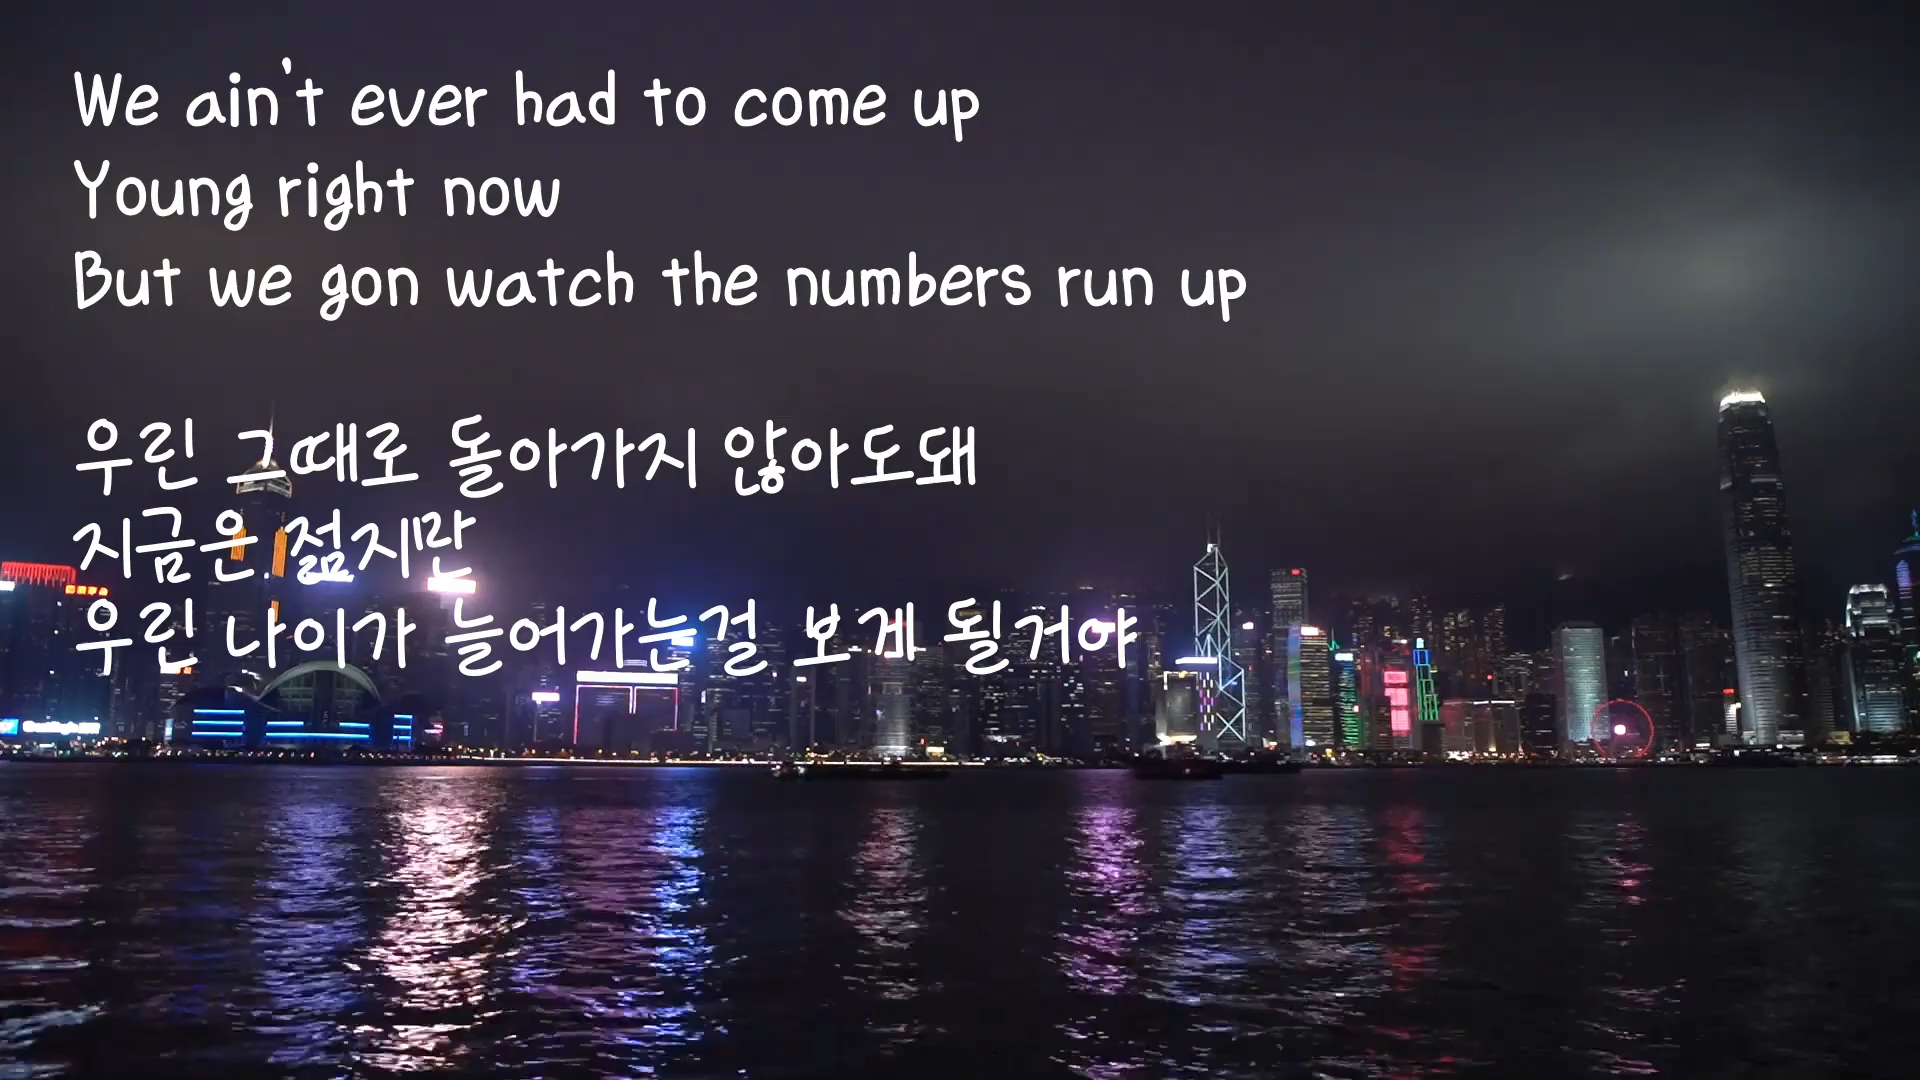 We ain't ever had to come up
Young right now
But we gon watch the numbers run up
우린 그때로 돌아가지 않아도돼
지금은 젊지만
우린 나이가 늘어가는걸 보게 될거야